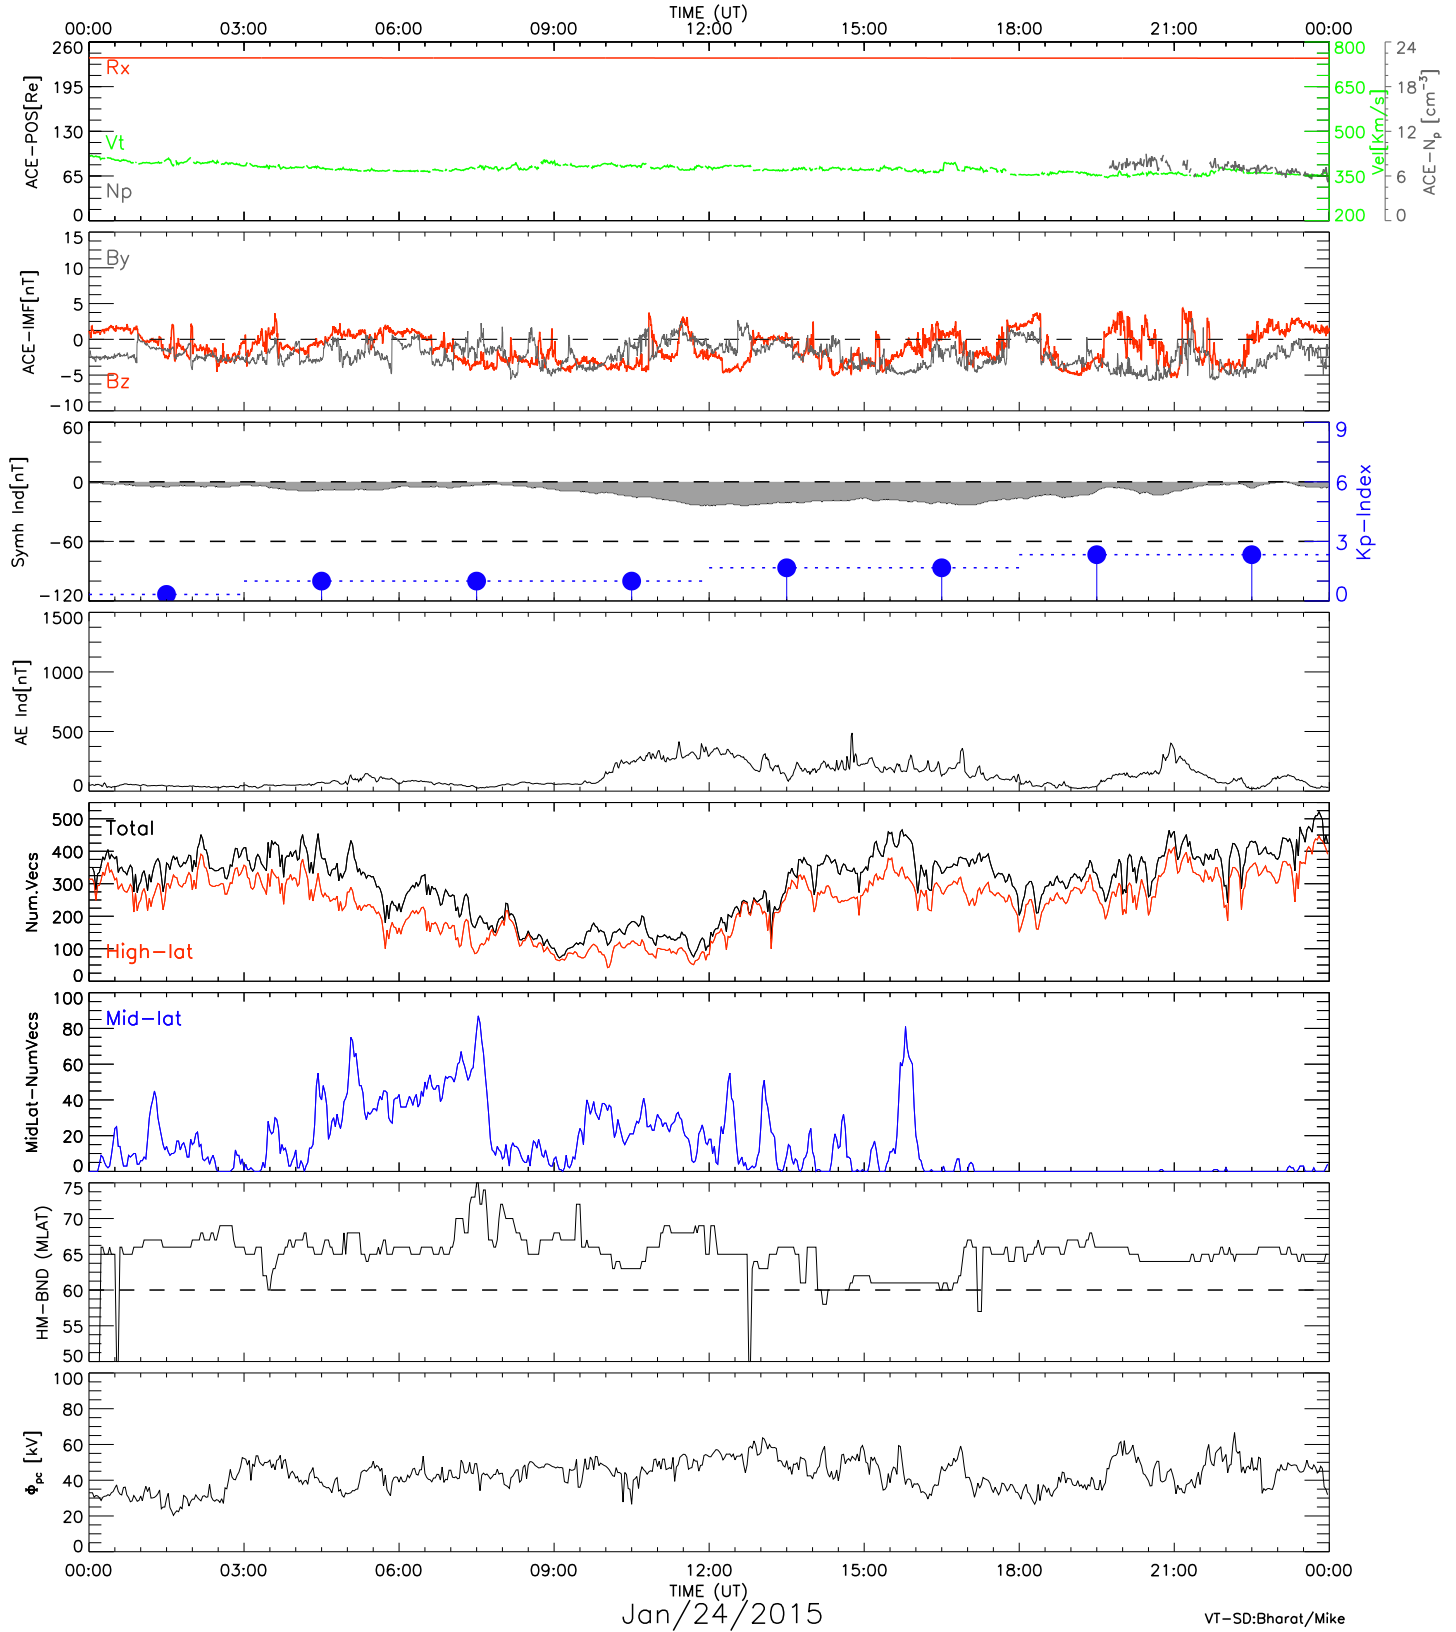 TIME (UT)
00:00 03:00 06:00 09:00 12:00 15:00 18:00 21:00 00:00
ACE-POS[Re]
260
195
130
65
0
Rx
Vt
Np
800
650
500
350
200
Vel[Km/s]
24
18
12
6
0
ACE-Np [cm-3]
ACE-IMF[nT]
15
10
5
0
-5
-10
By
Bz
Symh Ind[nT]
60
0
-60
-120
9
6
3
0
Kp-Index
AE Ind[nT]
1500
1000
500
0
Num.Vecs
500
400
300
200
100
0
Total
High-lat
MidLat-NumVecs
100
80
60
40
20
0
Mid-lat
HM-BND (MLAT)
75
70
65
60
55
50
Φpc [kV]
100
80
60
40
20
0
00:00 03:00 06:00 09:00 12:00 15:00 18:00 21:00 00:00
TIME (UT)
Jan/24/2015
VT-SD:Bharat/Mike